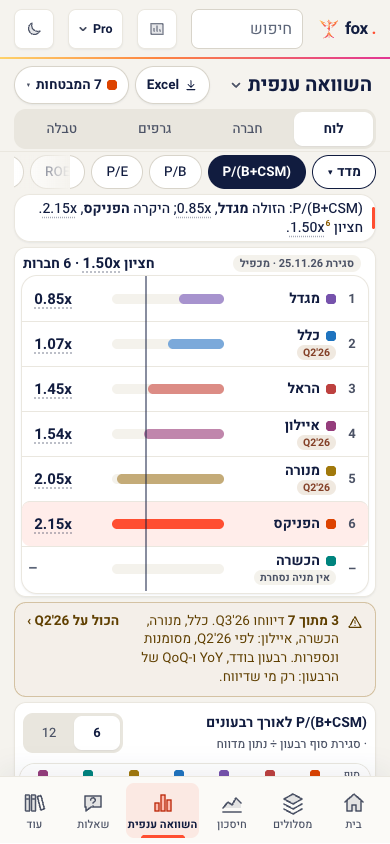 fox.
חיפוש
Pro
השוואה ענפית
Excel
7 המבטחות
לוח
חברה
גרפים
טבלה
מדד
P/(B+CSM)
P/B
P/E
ROE
P/(B+CSM): הזולה מגדל, 0.85x; היקרה הפניקס, 2.15x.
חציון 1.50x⁶.
סגירת 25.11.26 · מכפיל
חציון 1.50x · 6 חברות
1 מגדל 0.85x
2 כלל 1.07x
Q2'26
3 הראל 1.45x
4 איילון 1.54x
Q2'26
5 מנורה 2.05x
Q2'26
6 הפניקס 2.15x
– הכשרה –
אין מניה נסחרת
3 מתוך 7 דיווחו Q3'26. כלל, מנורה,
הכשרה, איילון: לפי Q2'26, מסומנות
ונספרות. רבעון בודד, YoY ו-QoQ של
הרבעון: רק מי שדיווח.
הכול על Q2'26 ›
P/(B+CSM) לאורך רבעונים
· סגירת סוף רבעון ÷ נתון מדווח
6
12
בית
מסלולים
חיסכון
השוואה ענפית
שאלות
עוד